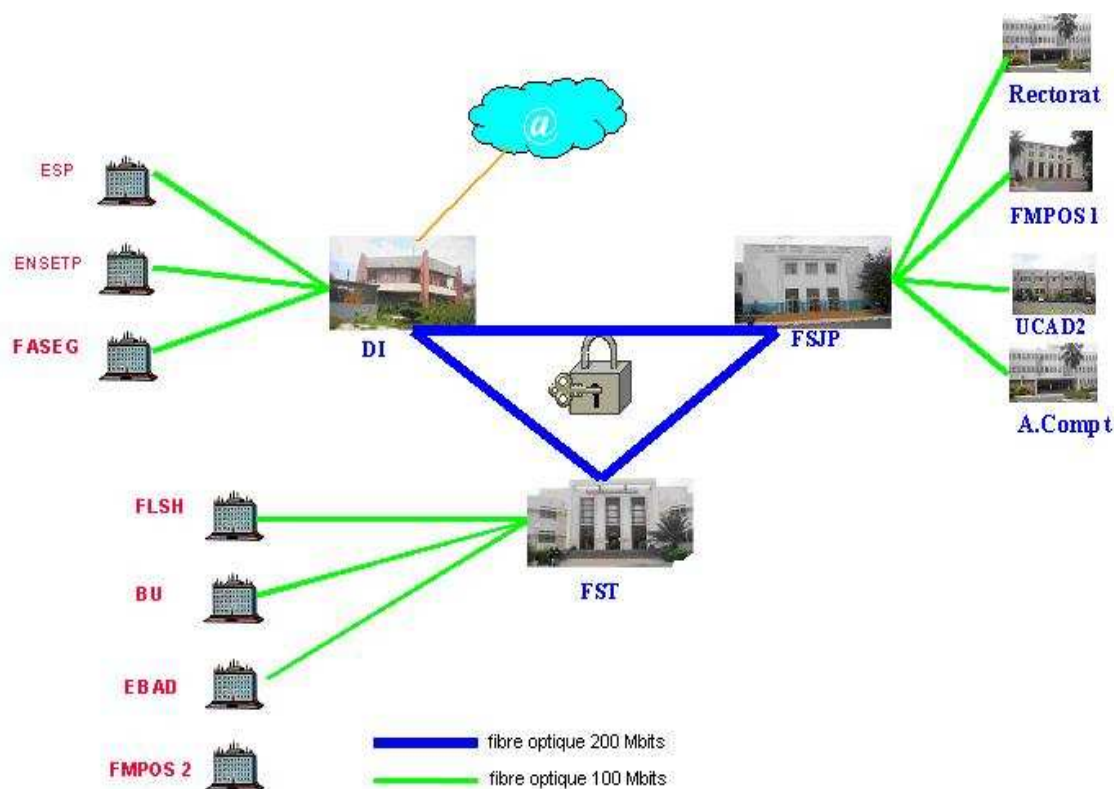 Rectorat
@
ESP
FMPOS 1
ENSETP
UCAD2
FASEG
DI
FSJP
A.Compt
FLSH
BU
FST
EBAD
fibre optique 200 Mbits
FMPOS 2
fibre optique 100 Mbits